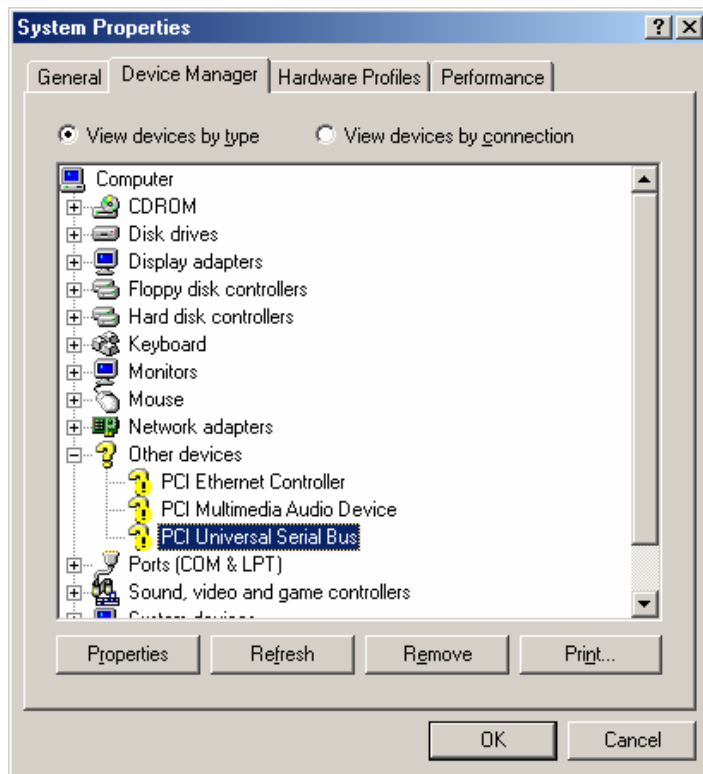 System Properties
General Device Manager Hardware Profiles Performance
View devices by type View devices by connection
Computer
CDROM
Disk drives
Display adapters
Floppy disk controllers
Hard disk controllers
Keyboard
Monitors
Mouse
Network adapters
Other devices
PCI Ethernet Controller
PCI Multimedia Audio Device
PCI Universal Serial Bus
Ports (COM & LPT)
Sound, video and game controllers
System devices
Properties Refresh Remove Print...
OK Cancel